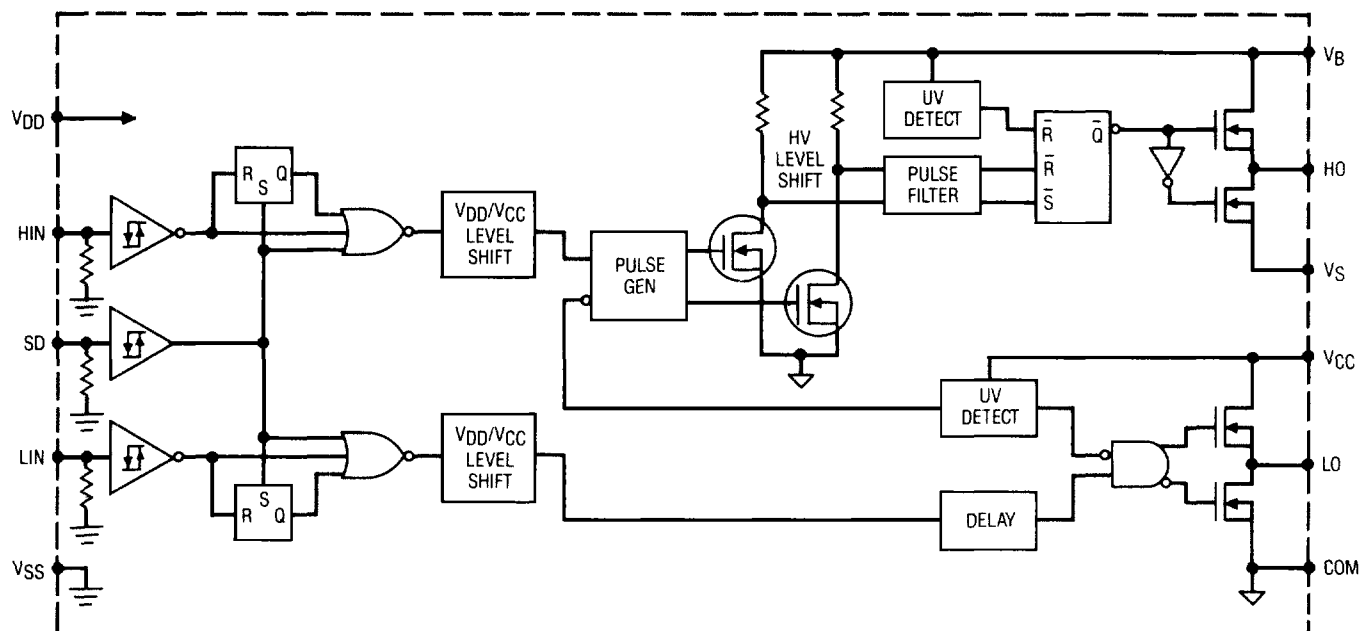 VB
UV
DETECT
VDD
HV
LEVEL
SHIFT
R̅
Q̅
R
Q
S
PULSE
FILTER
R̅
S̅
HO
VDD/VCC
LEVEL
SHIFT
HIN
PULSE
GEN
VS
SD
VCC
UV
DETECT
VDD/VCC
LEVEL
SHIFT
LIN
LO
S
R
Q
DELAY
VSS
COM